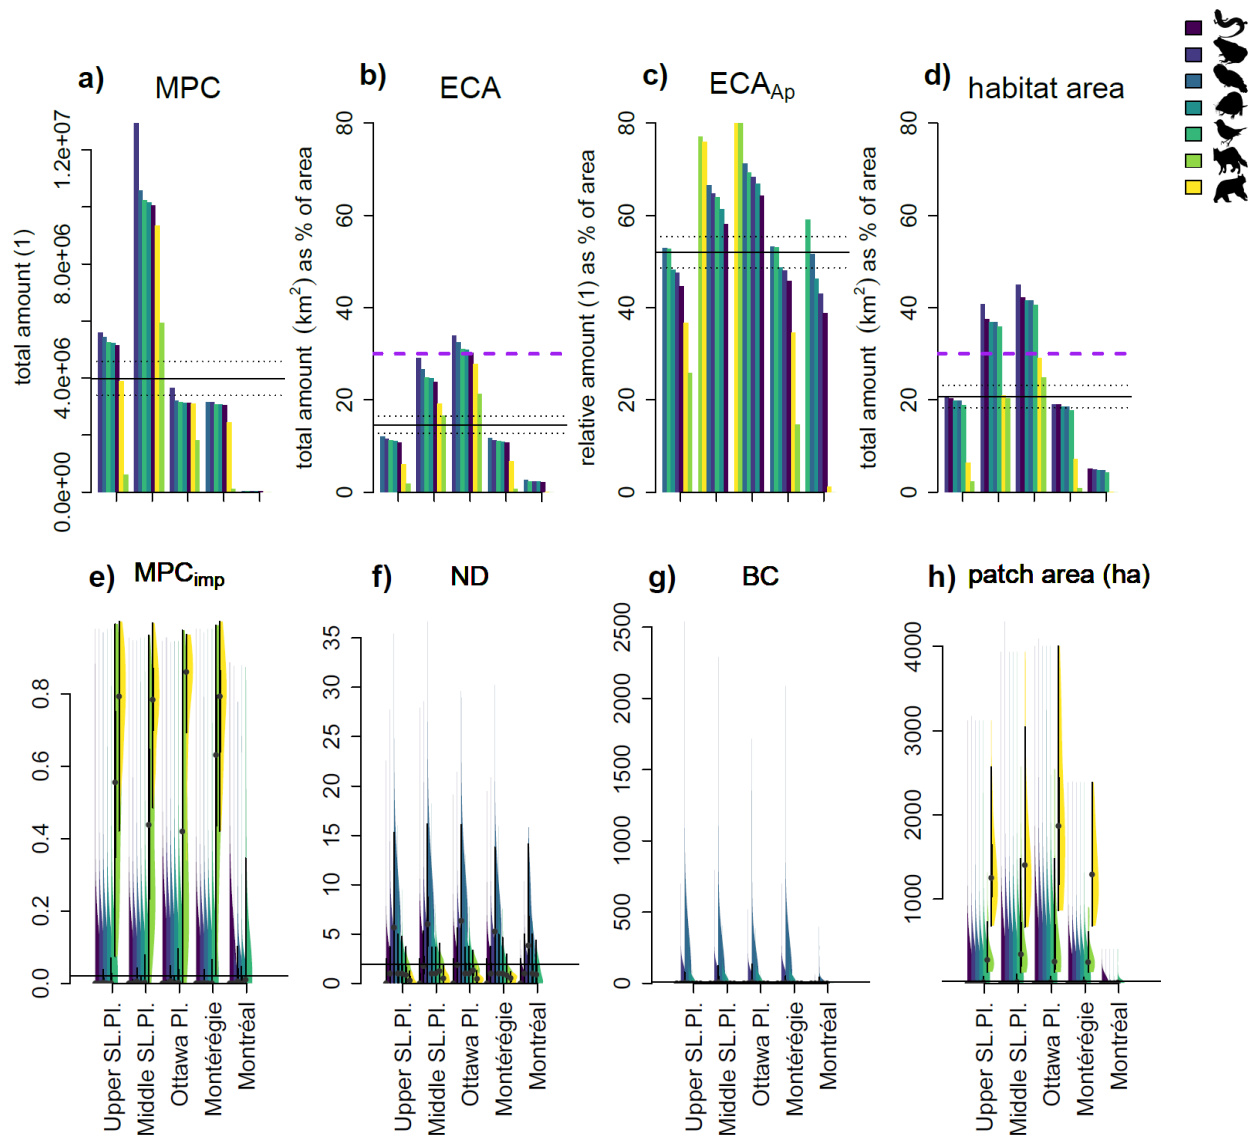 a) MPC
b) ECA
c) ECAAp
d) habitat area
total amount (1)
0.0e+00 4.0e+06 8.0e+06 1.2e+07
total amount (km2) as % of area
0 20 40 60 80
relative amount (1) as % of area
0 20 40 60 80
total amount (km2) as % of area
0 20 40 60 80
e) MPCimp
f) ND
g) BC
h) patch area (ha)
0.0 0.2 0.4 0.6 0.8
0 5 10 15 20 25 30 35
0 500 1000 1500 2000 2500
1000 2000 3000 4000
Upper SL.Pl.
Middle SL.Pl.
Ottawa Pl.
Montérégie
Montréal
Upper SL.Pl.
Middle SL.Pl.
Ottawa Pl.
Montérégie
Montréal
Upper SL.Pl.
Middle SL.Pl.
Ottawa Pl.
Montérégie
Montréal
Upper SL.Pl.
Middle SL.Pl.
Ottawa Pl.
Montérégie
Montréal